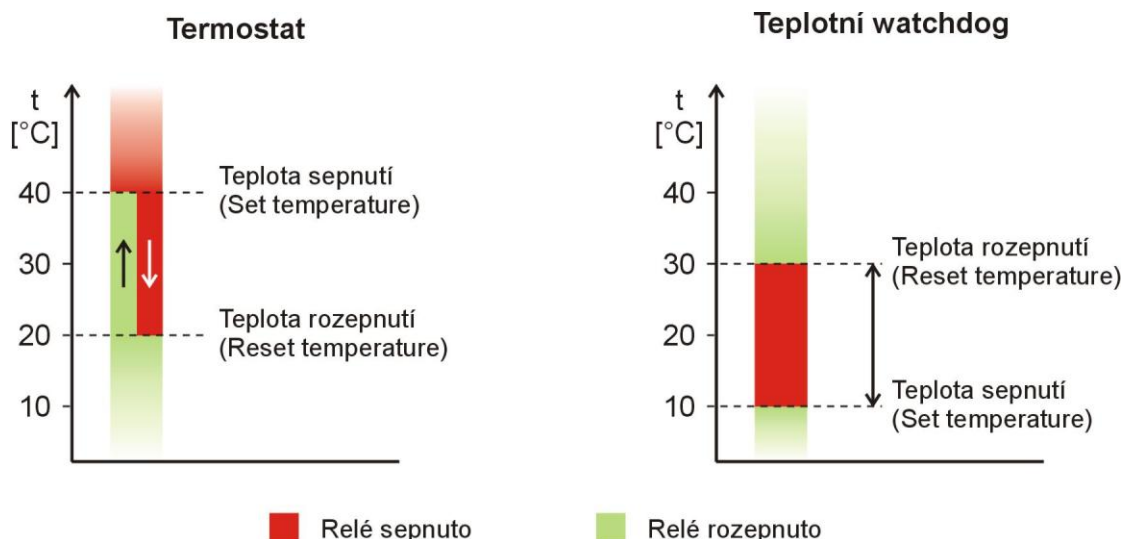 Termostat
t
[°C]
40
30
20
10
Teplota sepnutí
(Set temperature)
Teplota rozepnutí
(Reset temperature)
Teplotní watchdog
t
[°C]
40
30
20
10
Teplota rozepnutí
(Reset temperature)
Teplota sepnutí
(Set temperature)
Relé sepnuto
Relé rozepnuto